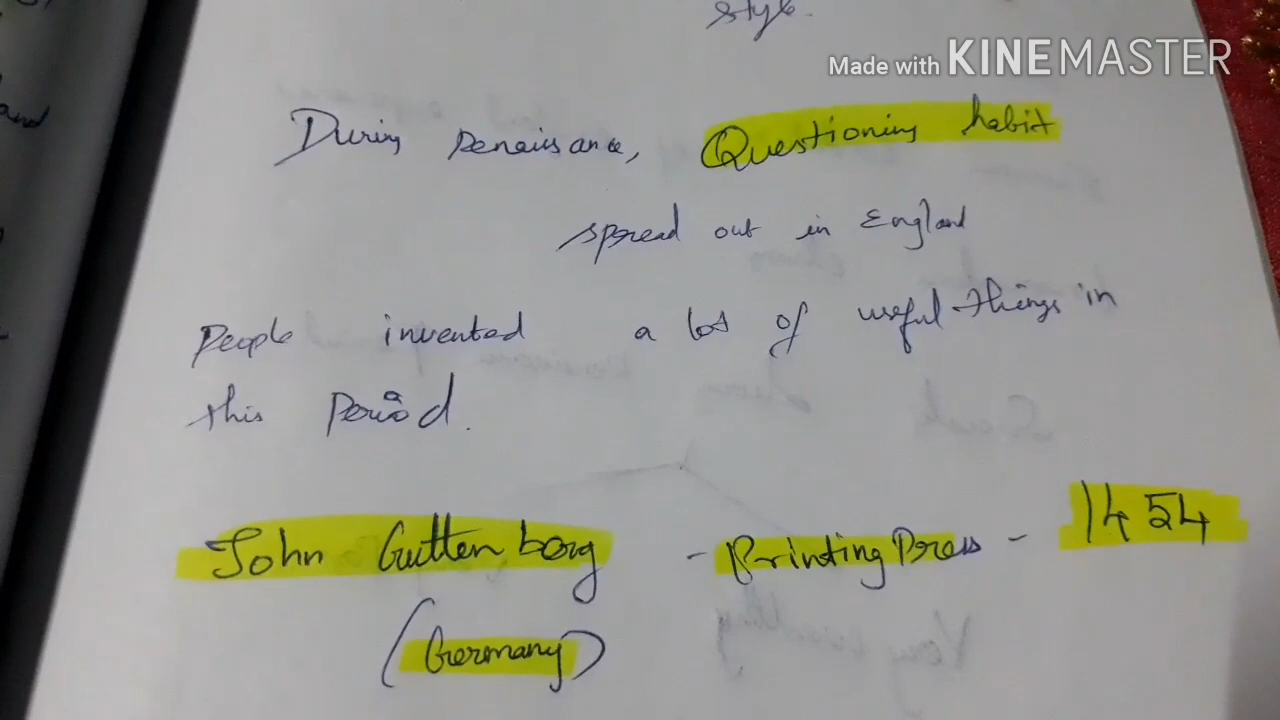 style.
Made with KINEMASTER
and
During renaissance, Questioning habit
spread out in England
People invented a lot of useful things in
this Period.
John Guttenberg - Printing Press - 1454
(Germany)